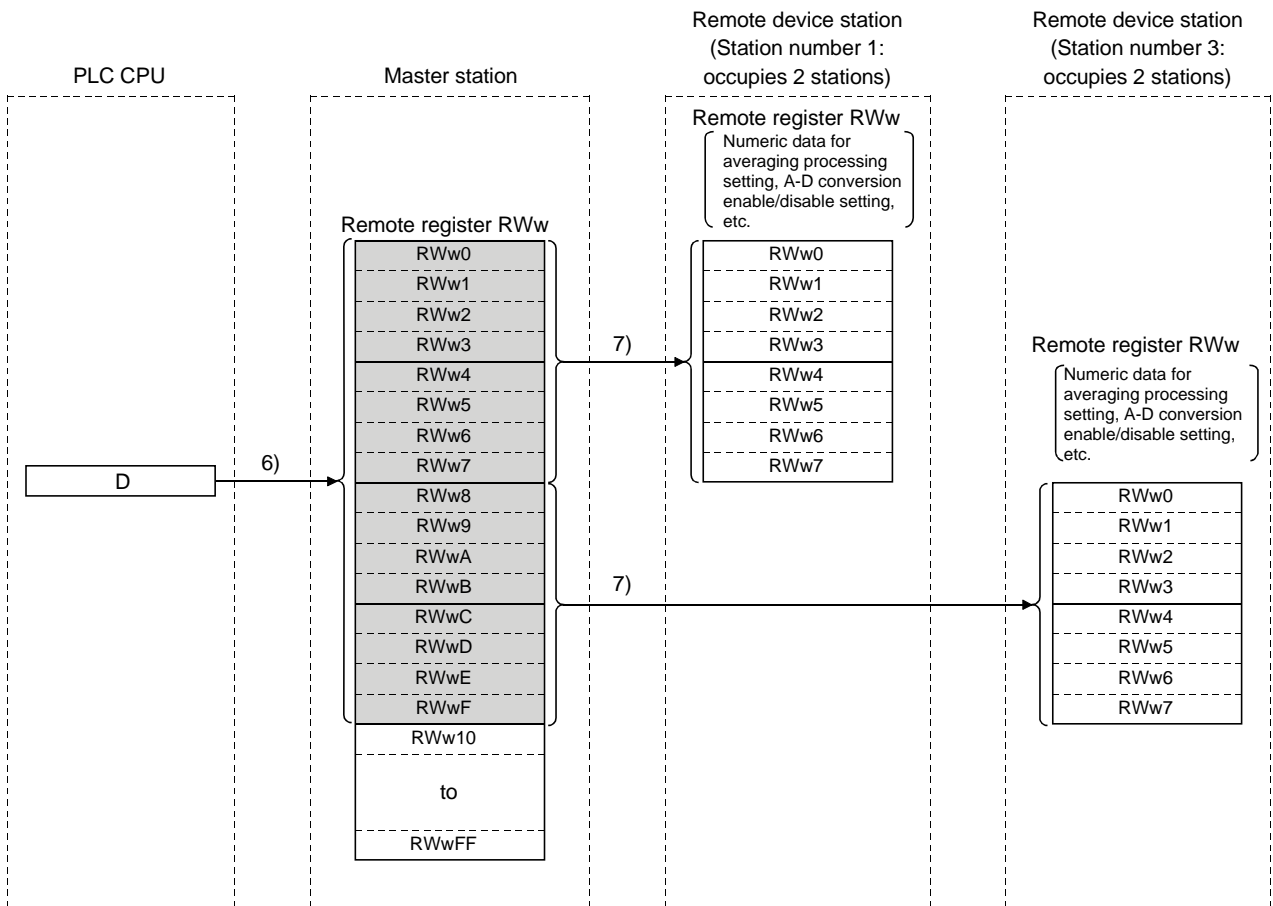 PLC CPU
Master station
Remote device station
(Station number 1:
occupies 2 stations)
Remote device station
(Station number 3:
occupies 2 stations)
D
6)
Remote register RWw
RWw0
RWw1
RWw2
RWw3
RWw4
RWw5
RWw6
RWw7
RWw8
RWw9
RWwA
RWwB
RWwC
RWwD
RWwE
RWwF
RWw10
to
RWwFF
7)
7)
Remote register RWw
Numeric data for
averaging processing
setting, A-D conversion
enable/disable setting,
etc.
RWw0
RWw1
RWw2
RWw3
RWw4
RWw5
RWw6
RWw7
Remote register RWw
Numeric data for
averaging processing
setting, A-D conversion
enable/disable setting,
etc.
RWw0
RWw1
RWw2
RWw3
RWw4
RWw5
RWw6
RWw7